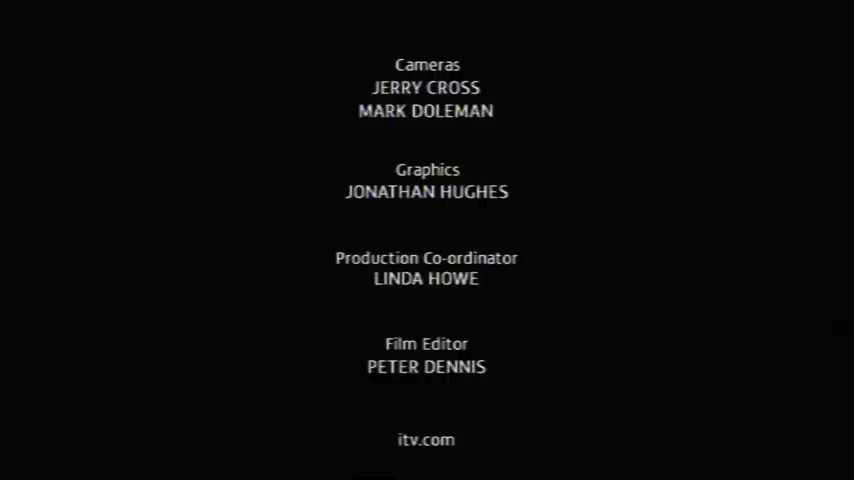 Cameras
JERRY CROSS
MARK DOLEMAN
Graphics
JONATHAN HUGHES
Production Co-ordinator
LINDA HOWE
Film Editor
PETER DENNIS
itv.com